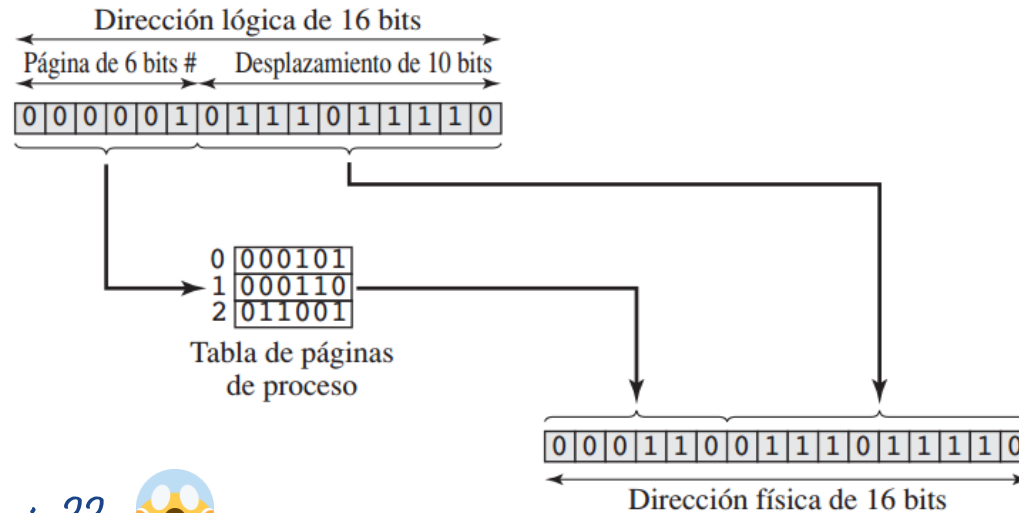 Dirección lógica de 16 bits
Página de 6 bits # Desplazamiento de 10 bits
0 0 0 0 0 1 0 1 1 1 0 1 1 1 1 0
0 000101
1 000110
2 011001
Tabla de páginas
de proceso
0 0 0 1 1 0 0 1 1 1 0 1 1 1 1 0
Dirección física de 16 bits
??